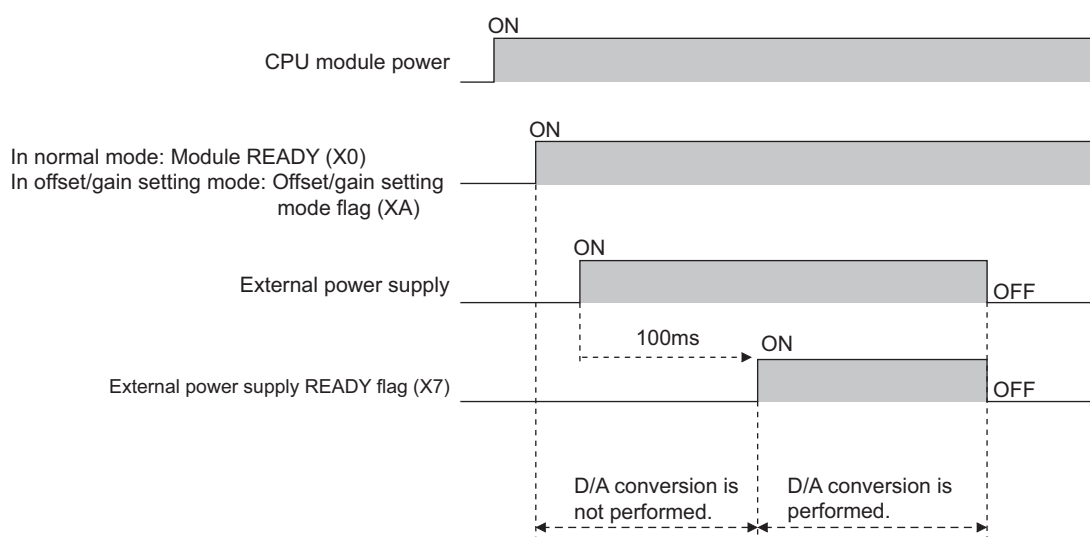 ON
CPU module power
ON
In normal mode: Module READY (X0)
In offset/gain setting mode: Offset/gain setting
mode flag (XA)
ON
External power supply
OFF
100ms
ON
External power supply READY flag (X7)
OFF
D/A conversion is
not performed.
D/A conversion is
performed.